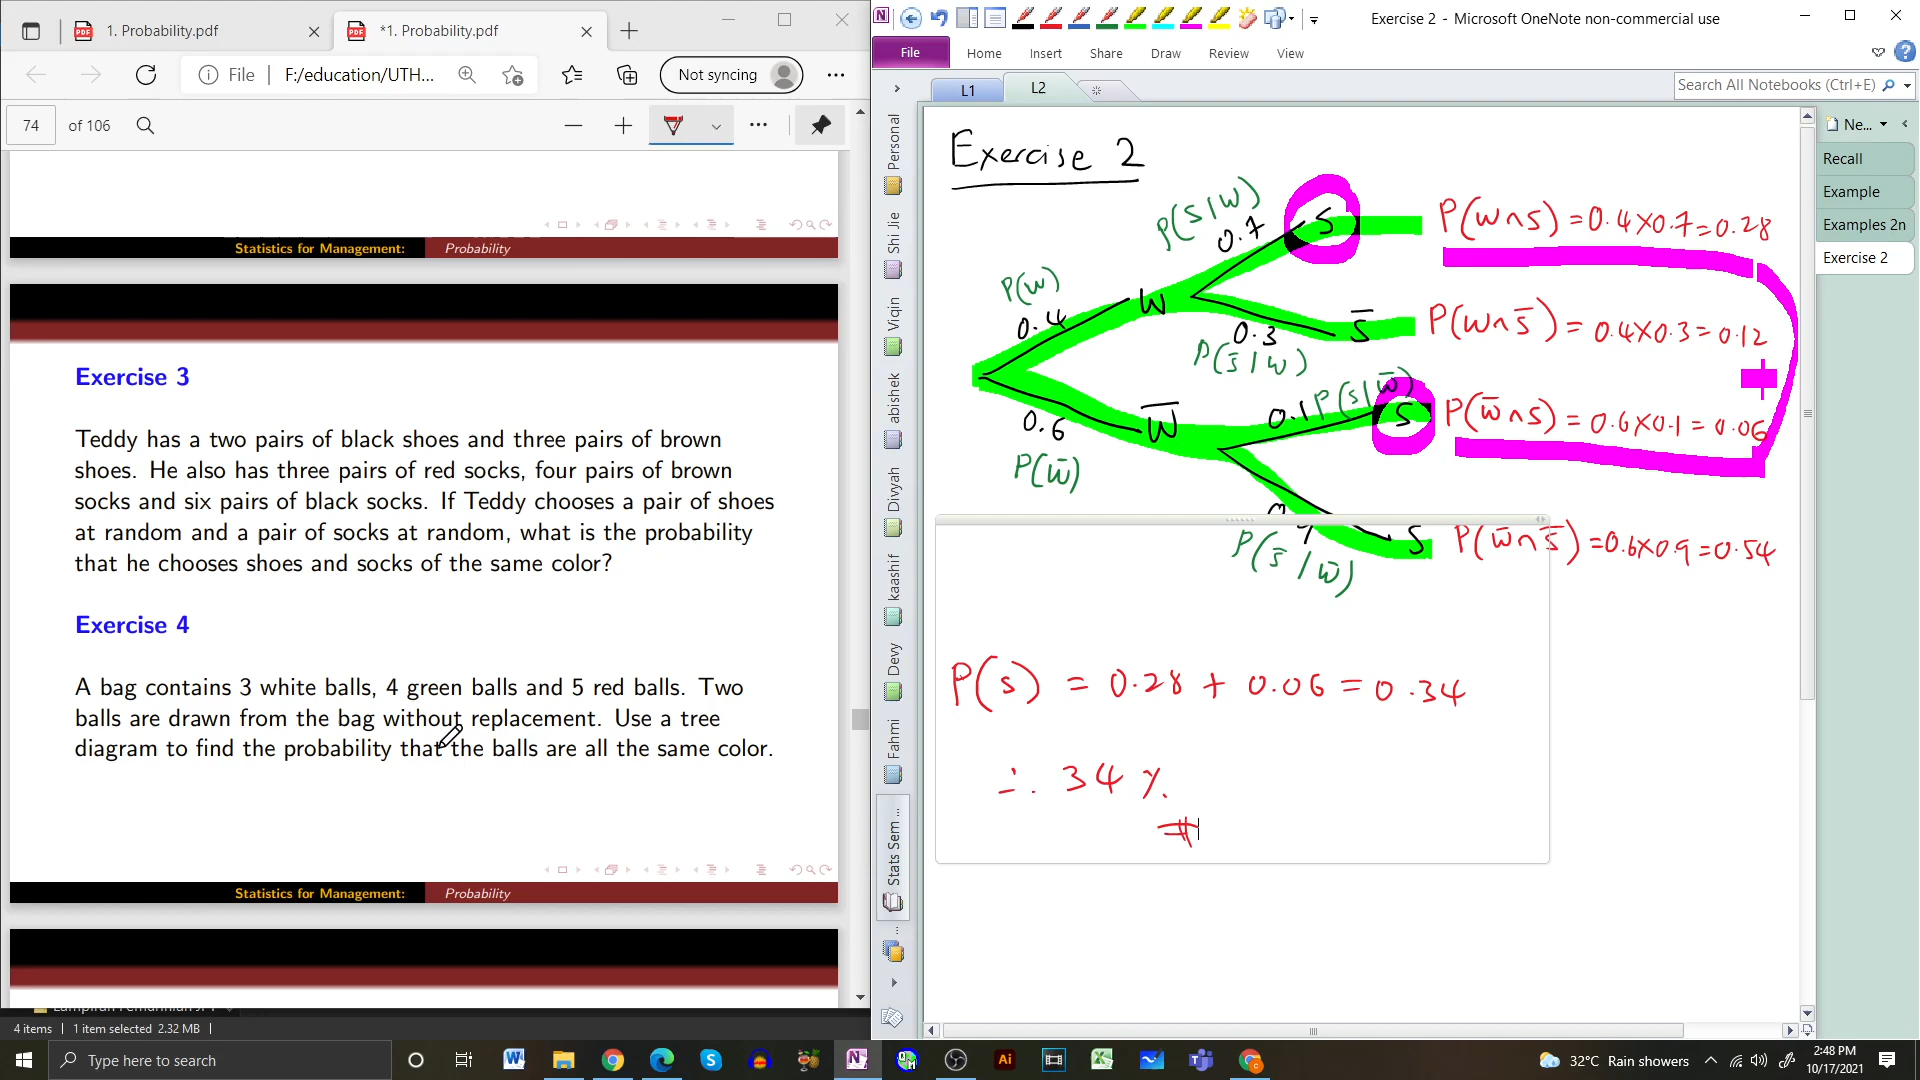 1. Probability.pdf
*1. Probability.pdf
File
F:/education/UTH...
Not syncing
74 of 106
Statistics for Management: Probability
Exercise 3
Teddy has a two pairs of black shoes and three pairs of brown
shoes. He also has three pairs of red socks, four pairs of brown
socks and six pairs of black socks. If Teddy chooses a pair of shoes
at random and a pair of socks at random, what is the probability
that he chooses shoes and socks of the same color?
Exercise 4
A bag contains 3 white balls, 4 green balls and 5 red balls. Two
balls are drawn from the bag without replacement. Use a tree
diagram to find the probability that the balls are all the same color.
Statistics for Management: Probability
4 items 1 item selected 2.32 MB
Exercise 2 - Microsoft OneNote non-commercial use
File Home Insert Share Draw Review View
L1 L2
Search All Notebooks (Ctrl+E)
Personal
Shi Jie
Viqin
abishek
Divyah
kaashif
Devy
Fahmi
Stats Sem ...
Ne...
Recall
Example
Examples 2n
Exercise 2
Exercise 2
P(S|W)
0.7
S
P(W∩S) = 0.4×0.7=0.28
P(W)
0.4
W
0.3
S̅
P(W∩S̅) = 0.4×0.3=0.12
P(S̅|W)
0.6
W̅
0.1
P(S|W̅)
S
P(W̅∩S) = 0.6×0.1=0.06
P(W̅)
S
P(W̅∩S̅)=0.6×0.9=0.54
P(S̅|W̅)
P(S) = 0.28 + 0.06 = 0.34
∴ 34%
Type here to search
32°C Rain showers
2:48 PM
10/17/2021